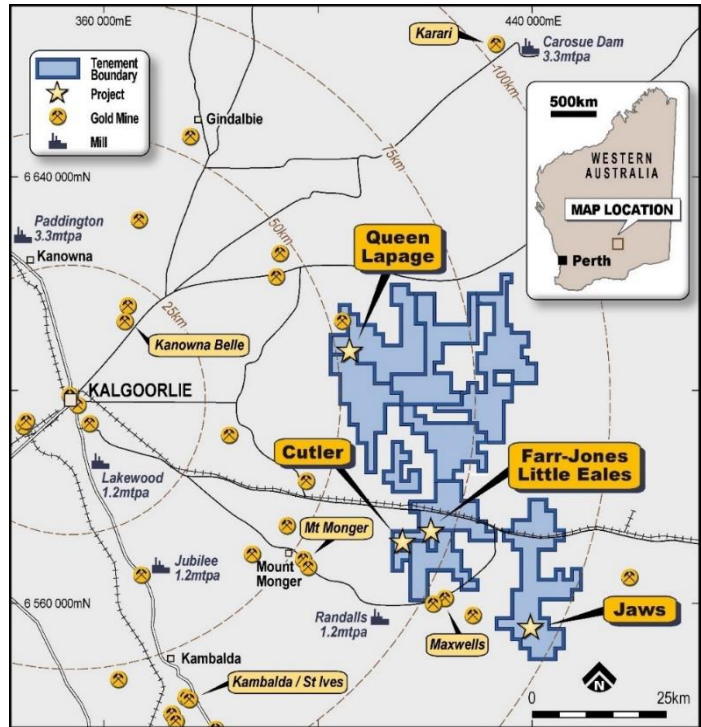 360 000mE
440 000mE
Tenement
Boundary
Project
Gold Mine
Mill
Karari
Carosue Dam
3.3mtpa
100km
500km
WESTERN
AUSTRALIA
MAP LOCATION
Perth
Gindalbie
75km
6 640 000mN
Paddington
3.3mtpa
Kanowna
50km
Queen
Lapage
25km
Kanowna Belle
KALGOORLIE
Cutler
Farr-Jones
Little Eales
Lakewood
1.2mtpa
Mt Monger
Jubilee
1.2mtpa
Mount
Monger
6 560 000mN
Randalls
1.2mtpa
Jaws
Maxwells
Kambalda
Kambalda / St Ives
N
0
25km